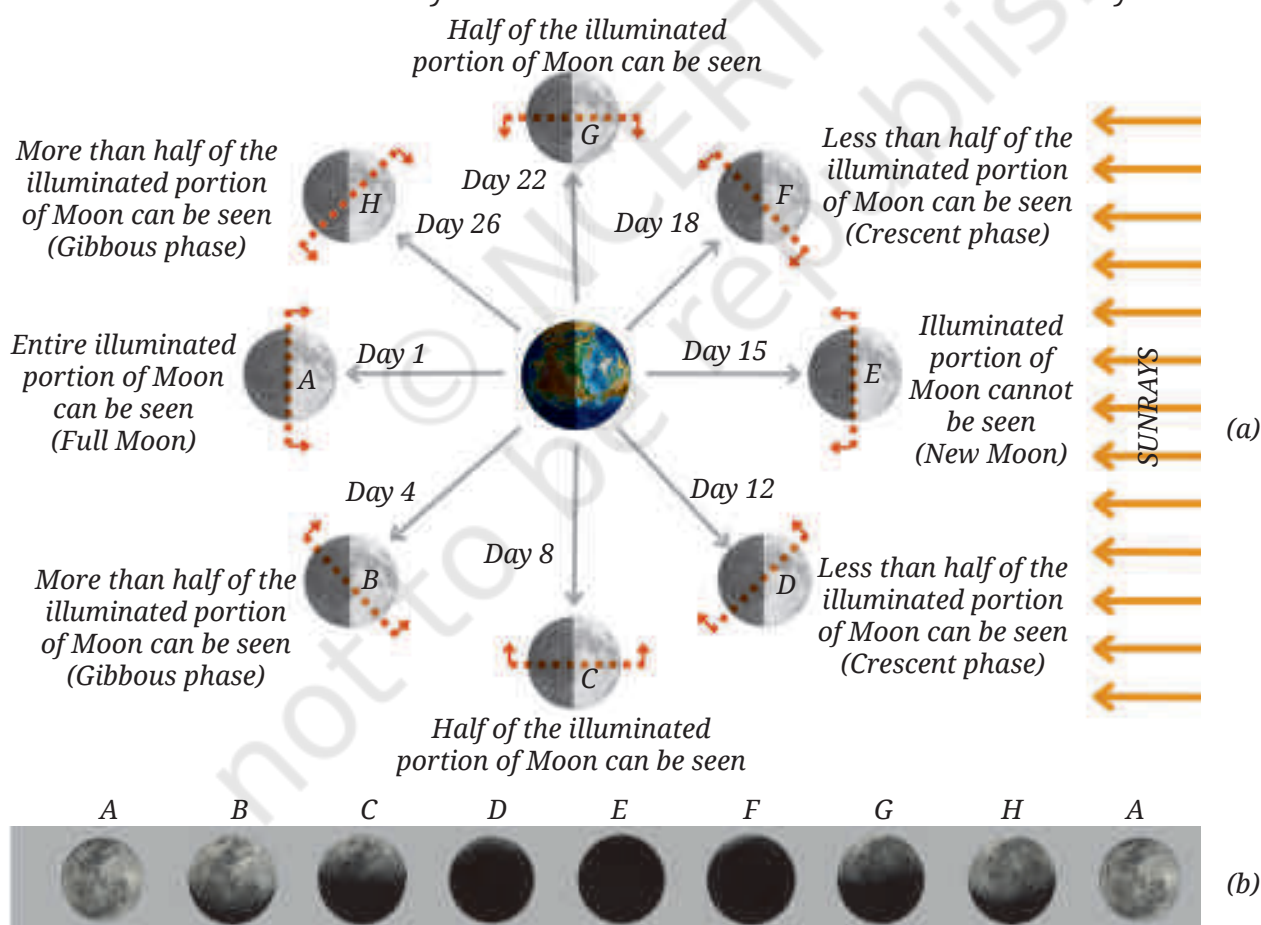 Half of the illuminated
portion of Moon can be seen
G
Day 22
More than half of the
illuminated portion
of Moon can be seen
(Gibbous phase)
H
Day 26
Less than half of the
illuminated portion
of Moon can be seen
(Crescent phase)
F
Day 18
Entire illuminated
portion of Moon
can be seen
(Full Moon)
A
Day 1
Day 15
E
Illuminated
portion of
Moon cannot
be seen
(New Moon)
SUNRAYS
(a)
Day 4
B
More than half of the
illuminated portion
of Moon can be seen
(Gibbous phase)
Day 8
C
Half of the illuminated
portion of Moon can be seen
Day 12
D
Less than half of the
illuminated portion
of Moon can be seen
(Crescent phase)
A B C D E F G H A
(b)
© NCERT
not to be republis